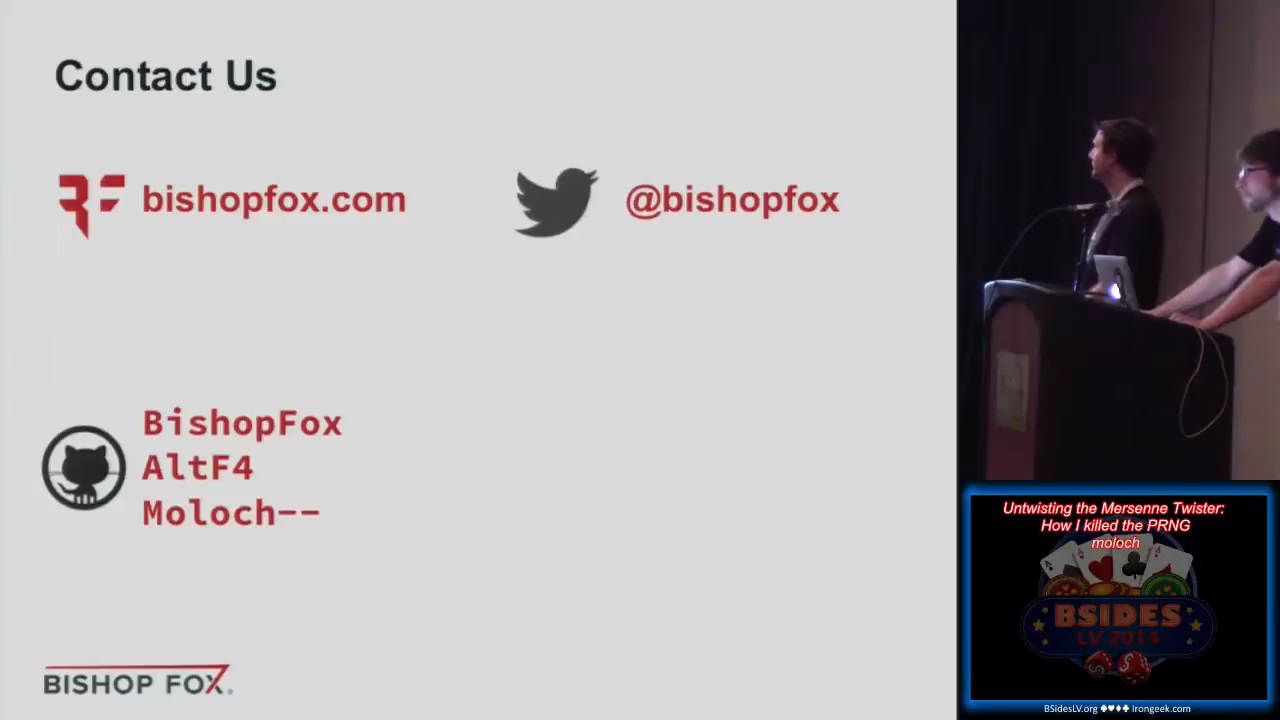 Contact Us
bishopfox.com
@bishopfox
BishopFox
AltF4
Moloch--
BISHOP FOX.
Untwisting the Mersenne Twister:
How I killed the PRNG
moloch
BSIDES
LV 2014
BSidesLV.org ♠♥♦♣ Irongeek.com